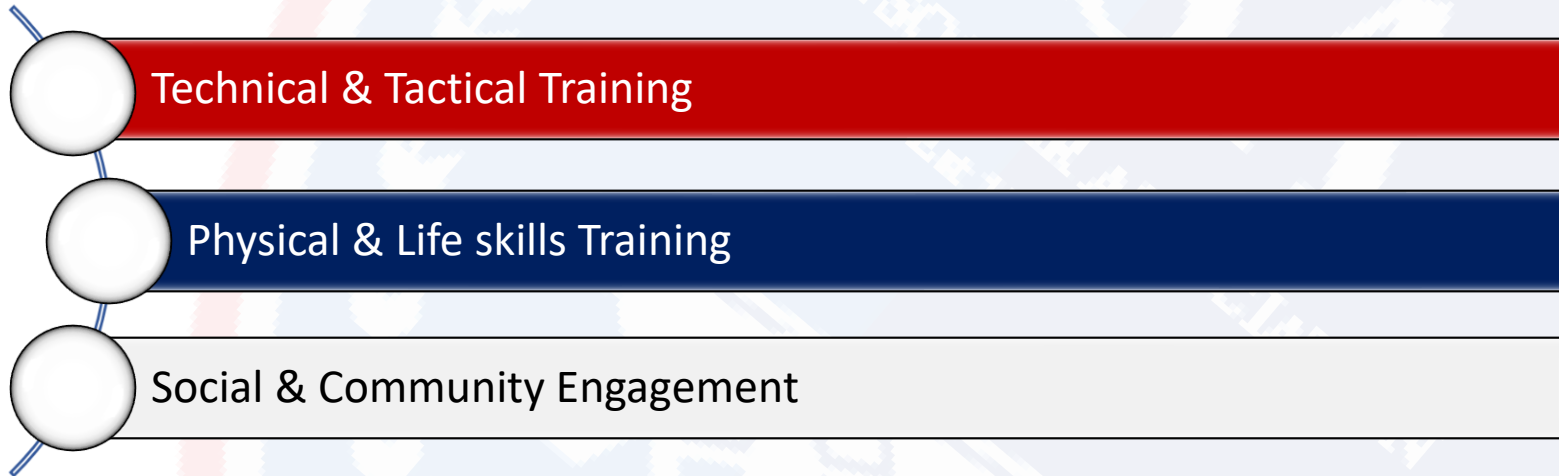 Technical & Tactical Training
Physical & Life skills Training
Social & Community Engagement